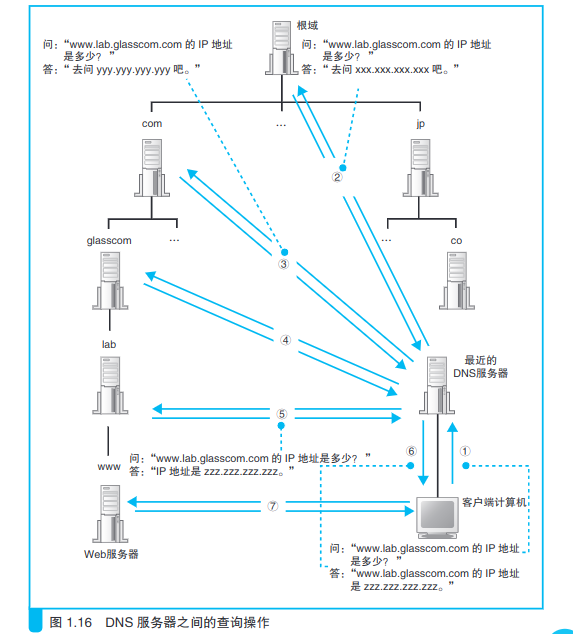 根域
问：“www.lab.glasscom.com 的 IP 地址
是多少？”
答：“去问 yyy.yyy.yyy.yyy 吧。”
问：“www.lab.glasscom.com 的 IP 地址
是多少？”
答：“去问 xxx.xxx.xxx.xxx 吧。”
com
…
jp
②
glasscom
…
…
co
③
④
lab
最近的
DNS服务器
⑤
问：“www.lab.glasscom.com 的 IP 地址是多少？”
答：“IP 地址是 zzz.zzz.zzz.zzz。”
⑥
①
www
⑦
客户端计算机
Web服务器
问：“www.lab.glasscom.com 的 IP 地址
是多少？”
答：“www.lab.glasscom.com 的 IP 地址
是 zzz.zzz.zzz.zzz。”
图 1.16 DNS 服务器之间的查询操作